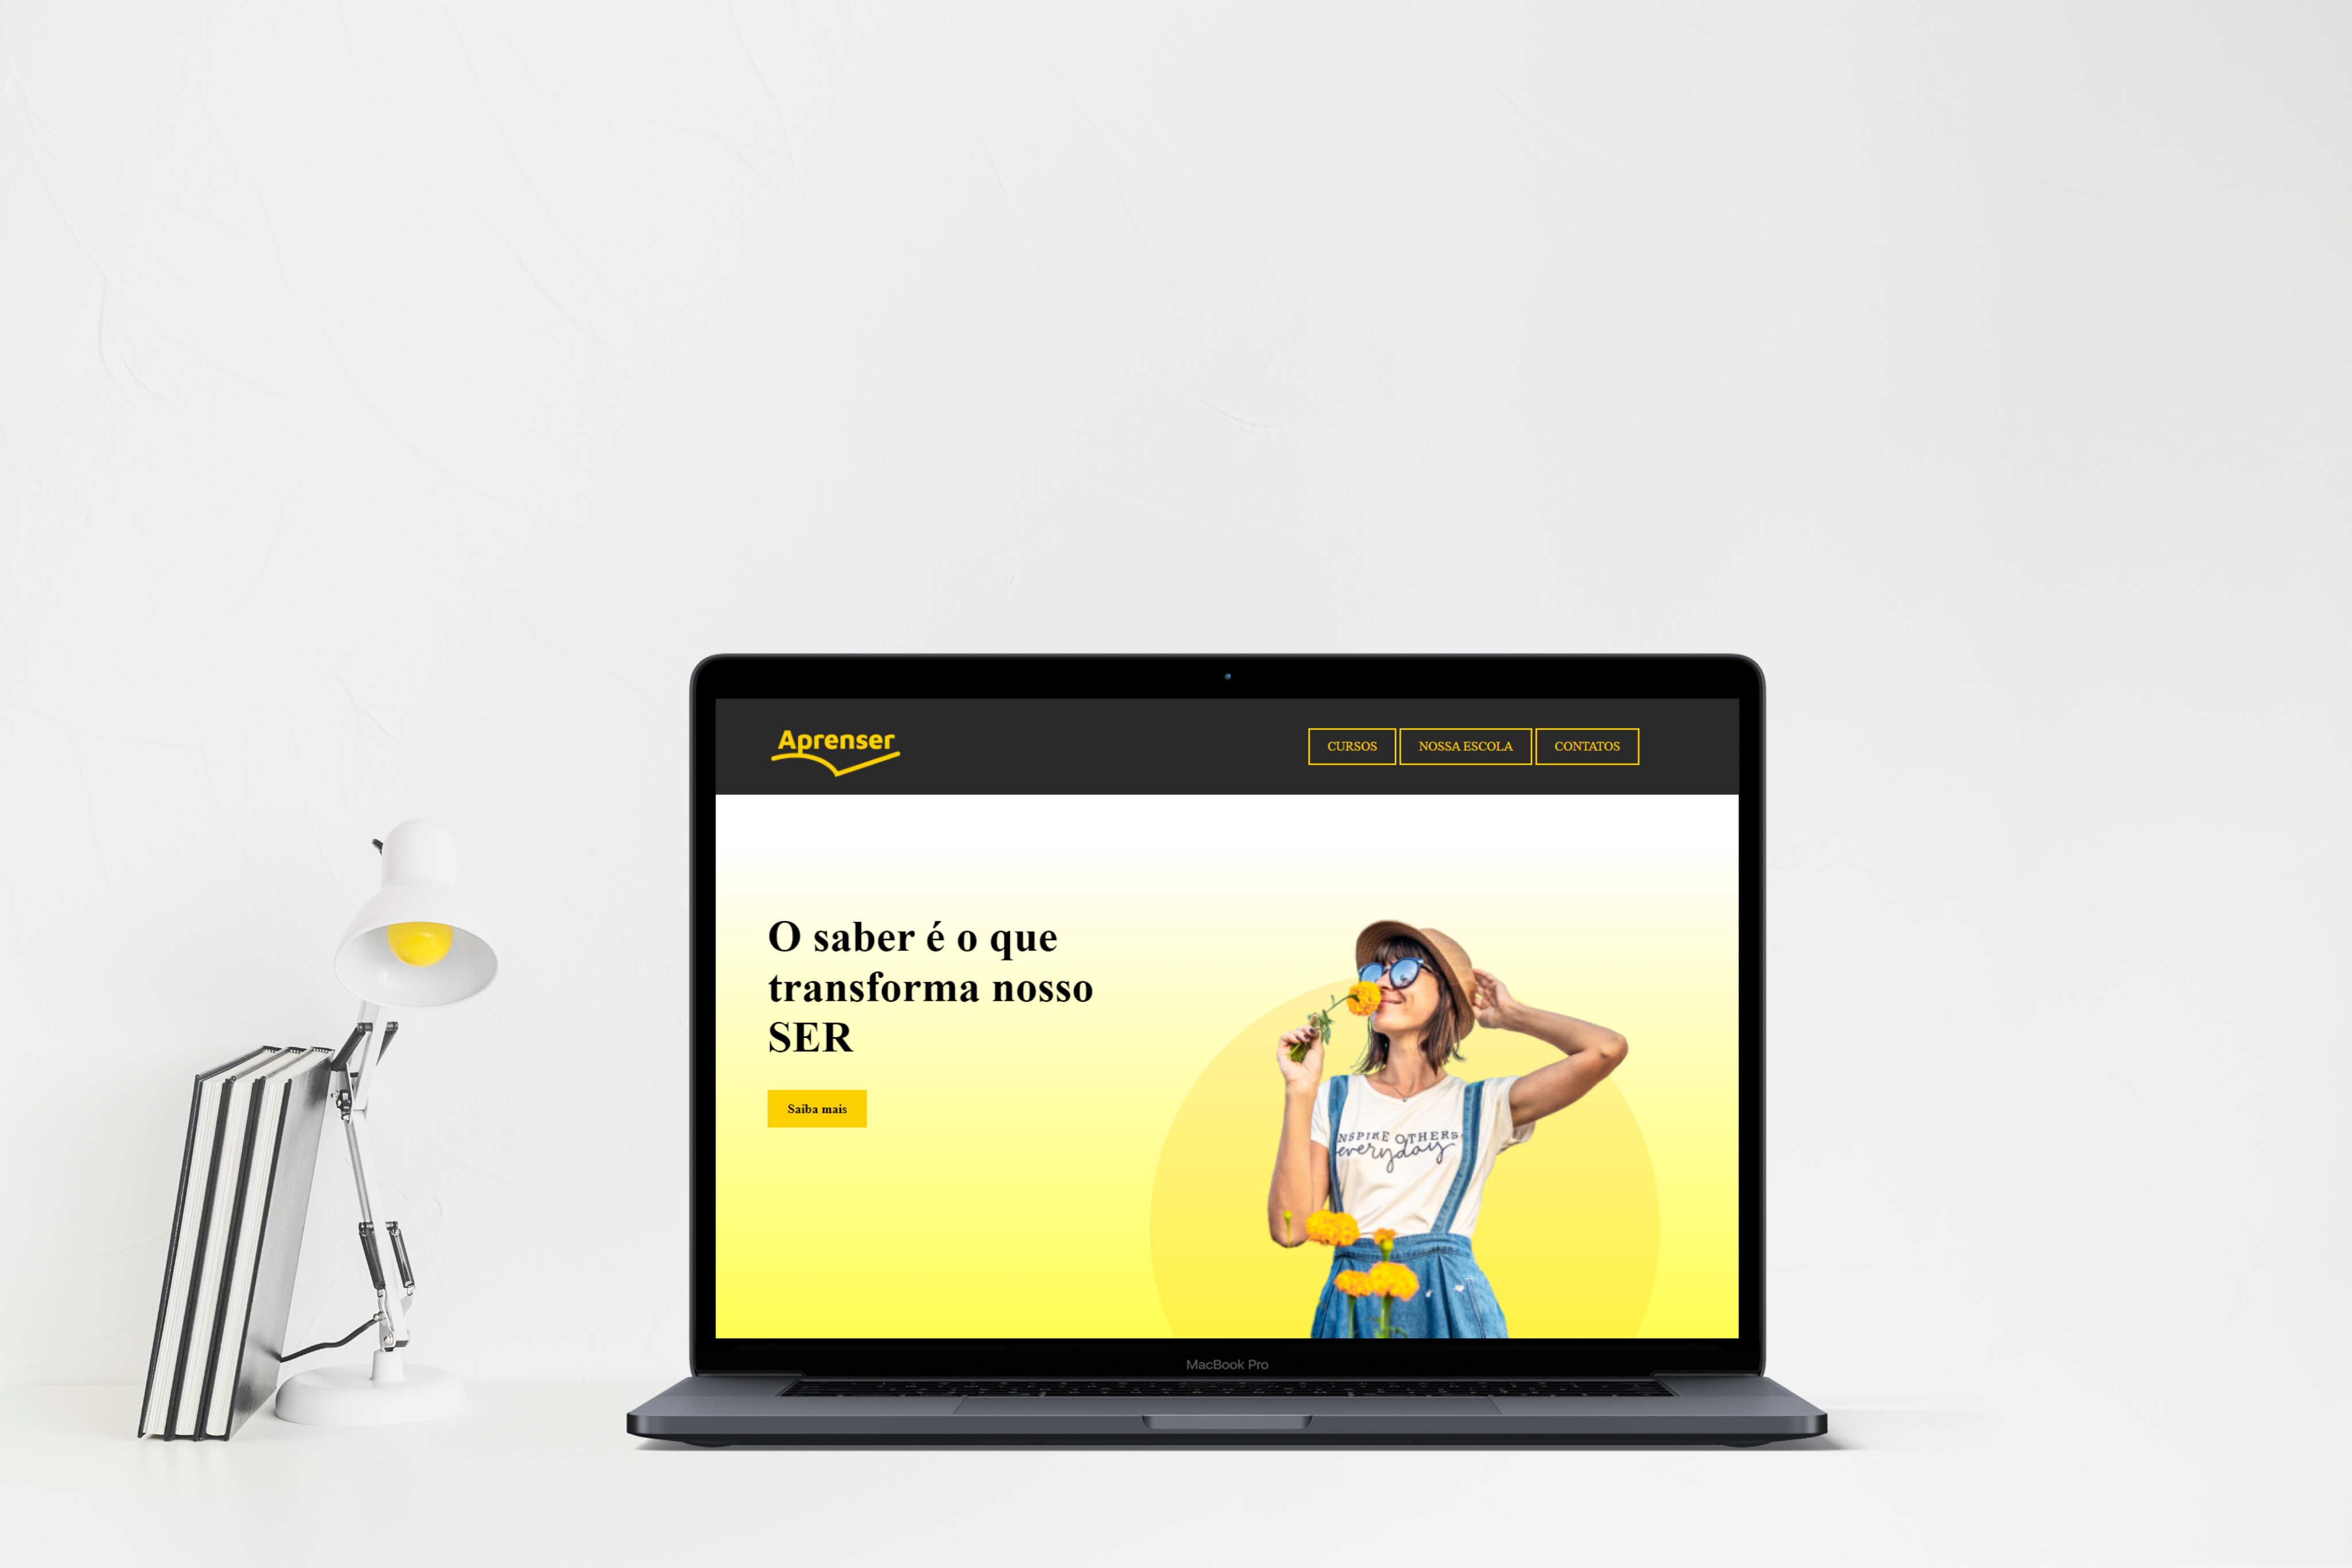 Aprenser
CURSOS
NOSSA ESCOLA
CONTATOS
O saber é o que
transforma nosso
SER
Saiba mais
NSPIRE OTHERS
everyday
MacBook Pro